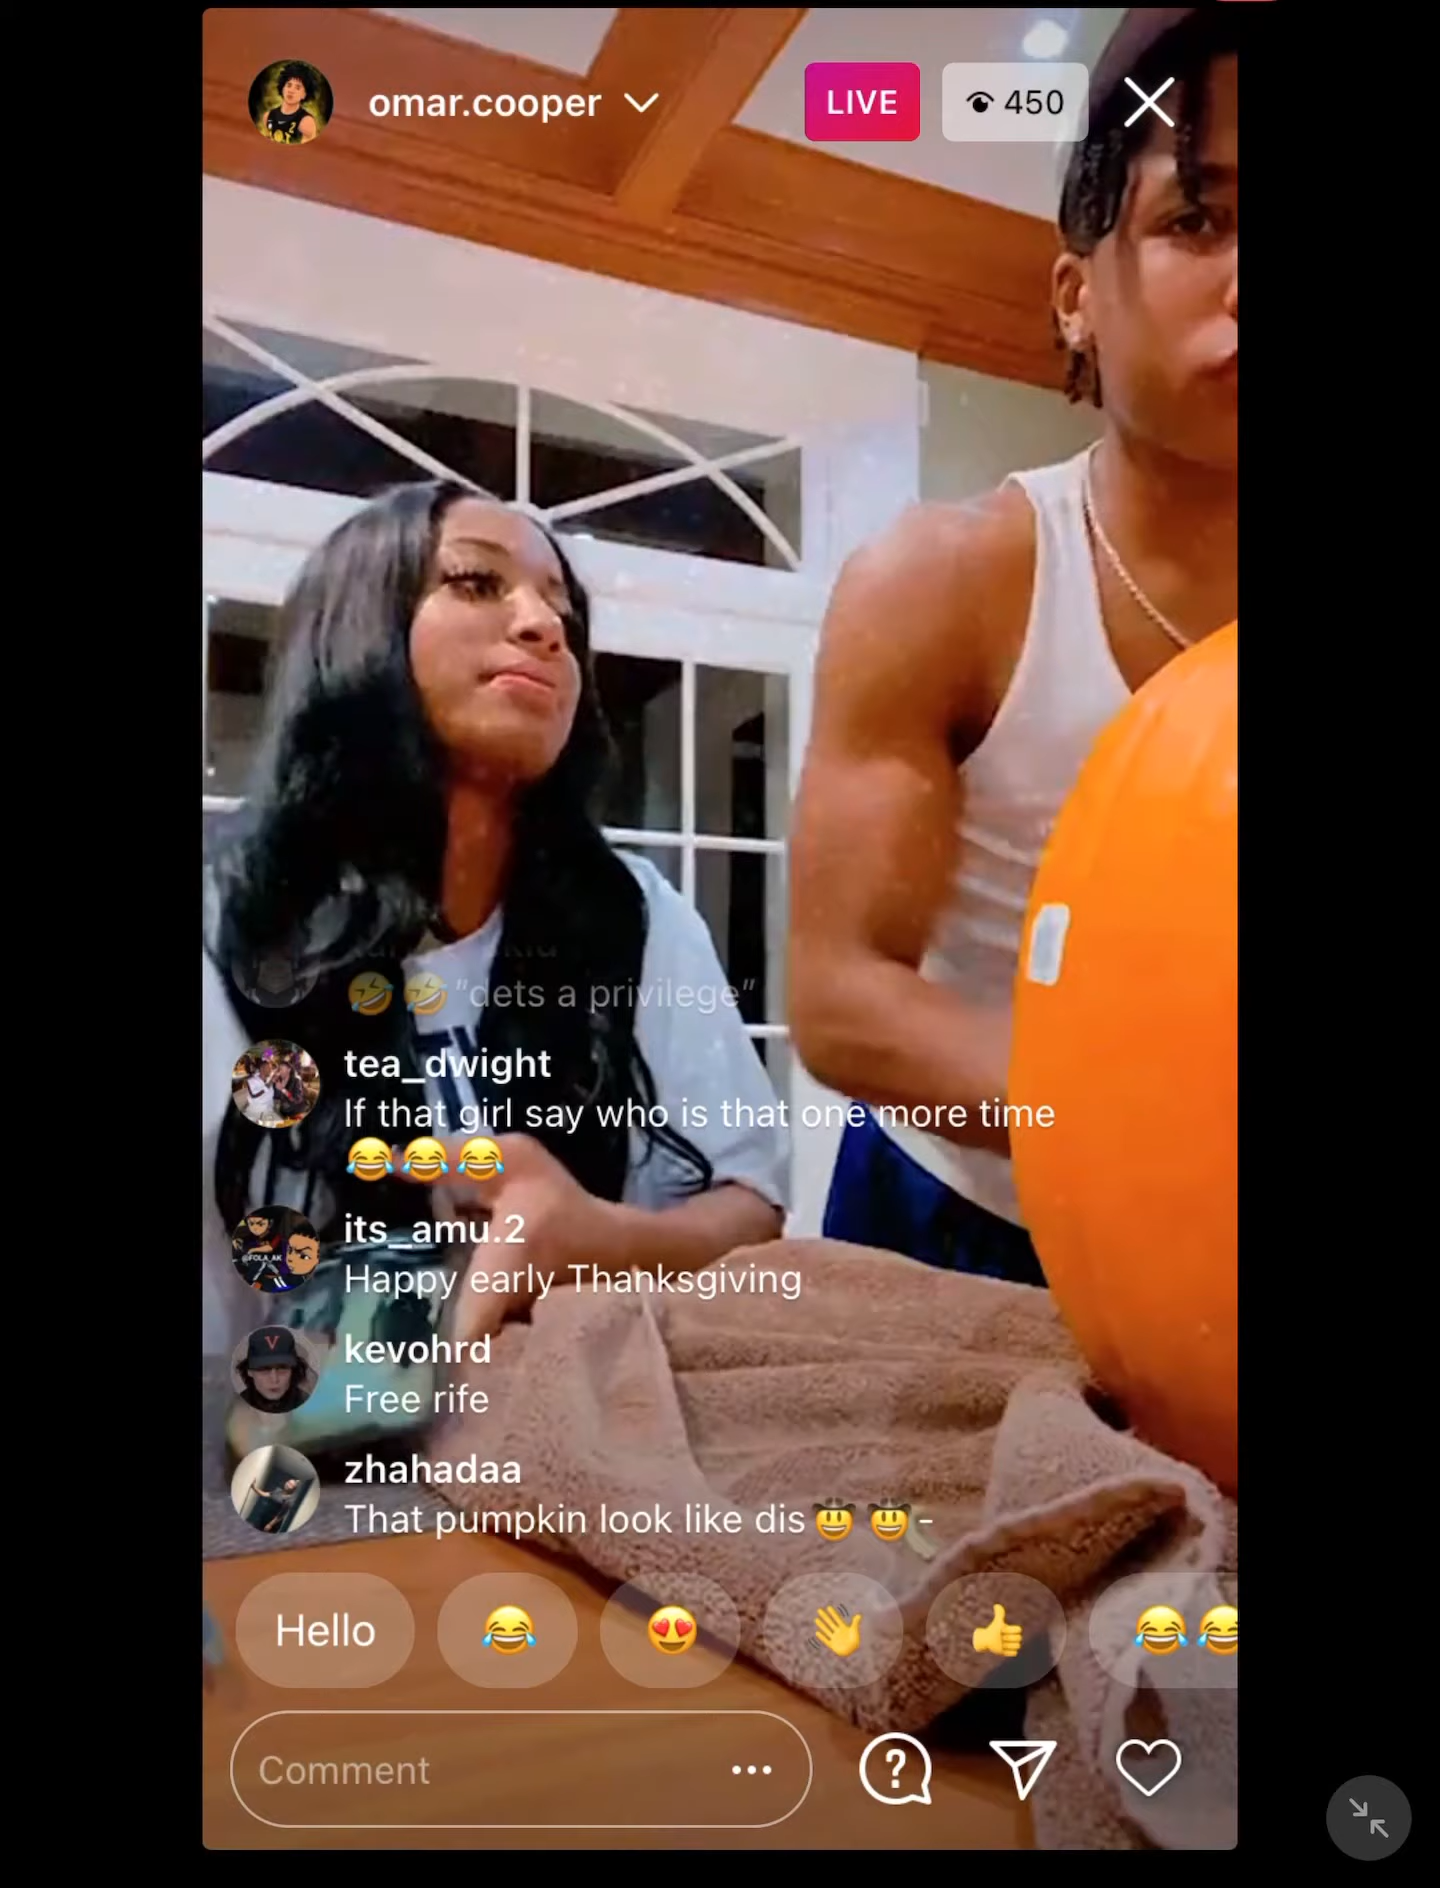 omar.cooper
LIVE
450
🤣🤣"dets a privilege"
tea_dwight
If that girl say who is that one more time
😂😂😂
its_amu.2
Happy early Thanksgiving
kevohrd
Free rife
zhahadaa
That pumpkin look like dis🤠🤠-
Hello
😂 😍 👋 👍 😂😂
Comment